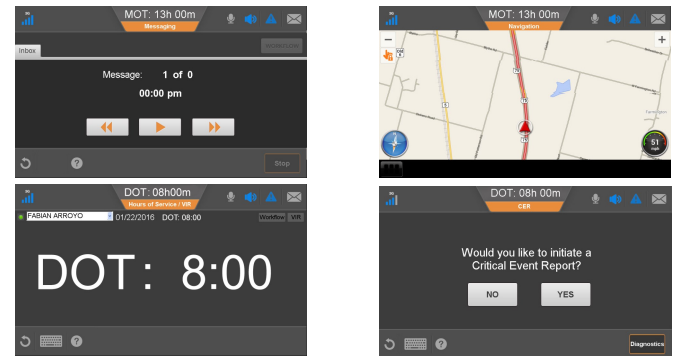 MOT: 13h 00m
Messaging
Inbox
Message: 1 of 0
00:00 pm
?
Stop
MOT: 13h 00m
Navigation
−
+
Farmington
51
mph
DOT: 08h00m
Hours of Service / VIR
FABIAN ARROYO
01/22/2016 DOT: 08:00
Workflow
VIR
DOT: 8:00
?
DOT: 08h 00m
CER
Would you like to initiate a
Critical Event Report?
NO
YES
?
Diagnostics